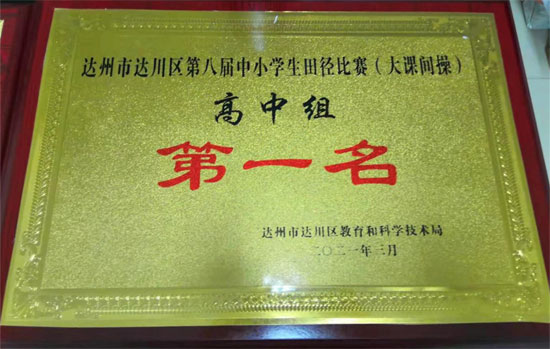 达州市达川区第八届中小学生田径比赛（大课间操）
高中组
第一名
达州市达川区教育和科学技术局
二〇二一年三月